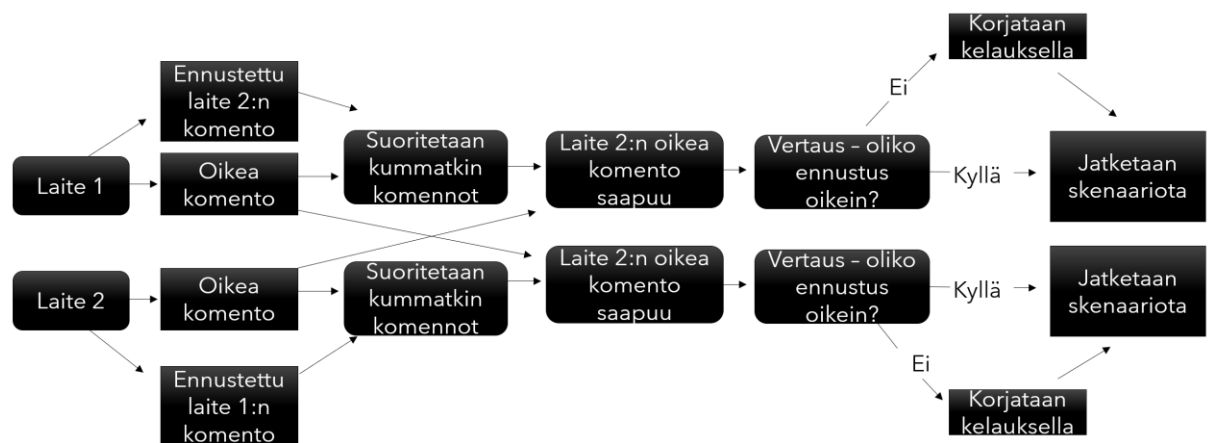 Korjataan
kelauksella
Ennustettu
laite 2:n
komento
Ei
Laite 1
Oikea
komento
Suoritetaan
kummatkin
komennot
Laite 2:n oikea
komento
saapuu
Vertaus – oliko
ennustus
oikein?
Kyllä
Jatketaan
skenaariota
Laite 2
Oikea
komento
Suoritetaan
kummatkin
komennot
Laite 2:n oikea
komento
saapuu
Vertaus – oliko
ennustus
oikein?
Kyllä
Jatketaan
skenaariota
Ennustettu
laite 1:n
komento
Ei
Korjataan
kelauksella